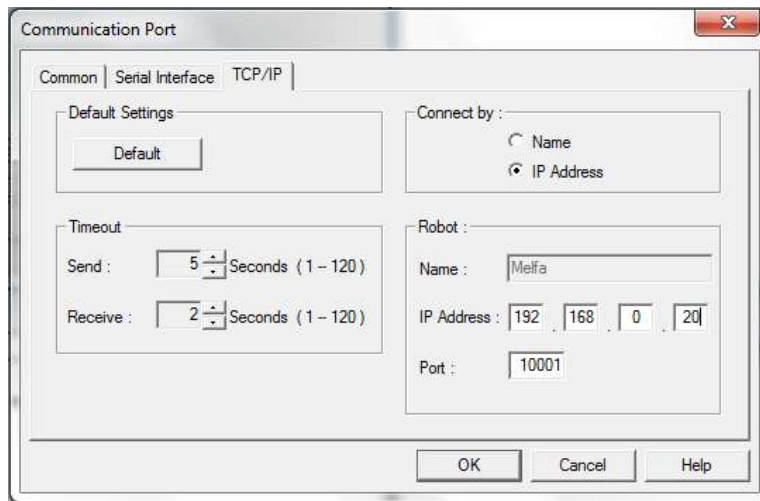 Communication Port
Common Serial Interface TCP/IP
Default Settings
Default
Connect by :
Name
IP Address
Timeout
Send : 5 Seconds ( 1 – 120 )
Receive : 2 Seconds ( 1 – 120 )
Robot :
Name : Melfa
IP Address : 192 . 168 . 0 . 20
Port : 10001
OK Cancel Help